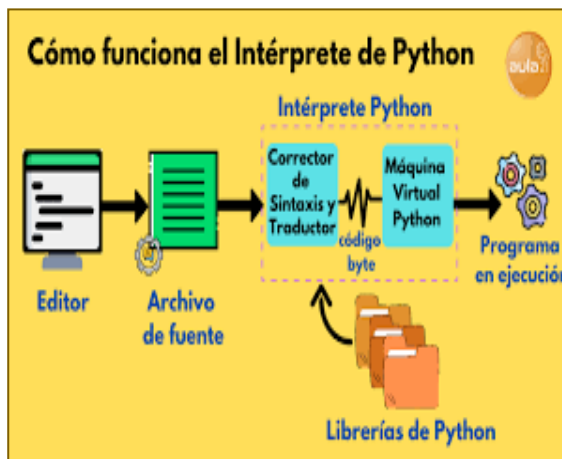 Cómo funciona el Intérprete de Python
aula
Intérprete Python
Corrector
de
Sintaxis y
Traductor
código
byte
Máquina
Virtual
Python
Editor
Archivo
de fuente
Programa
en ejecución
Librerías de Python